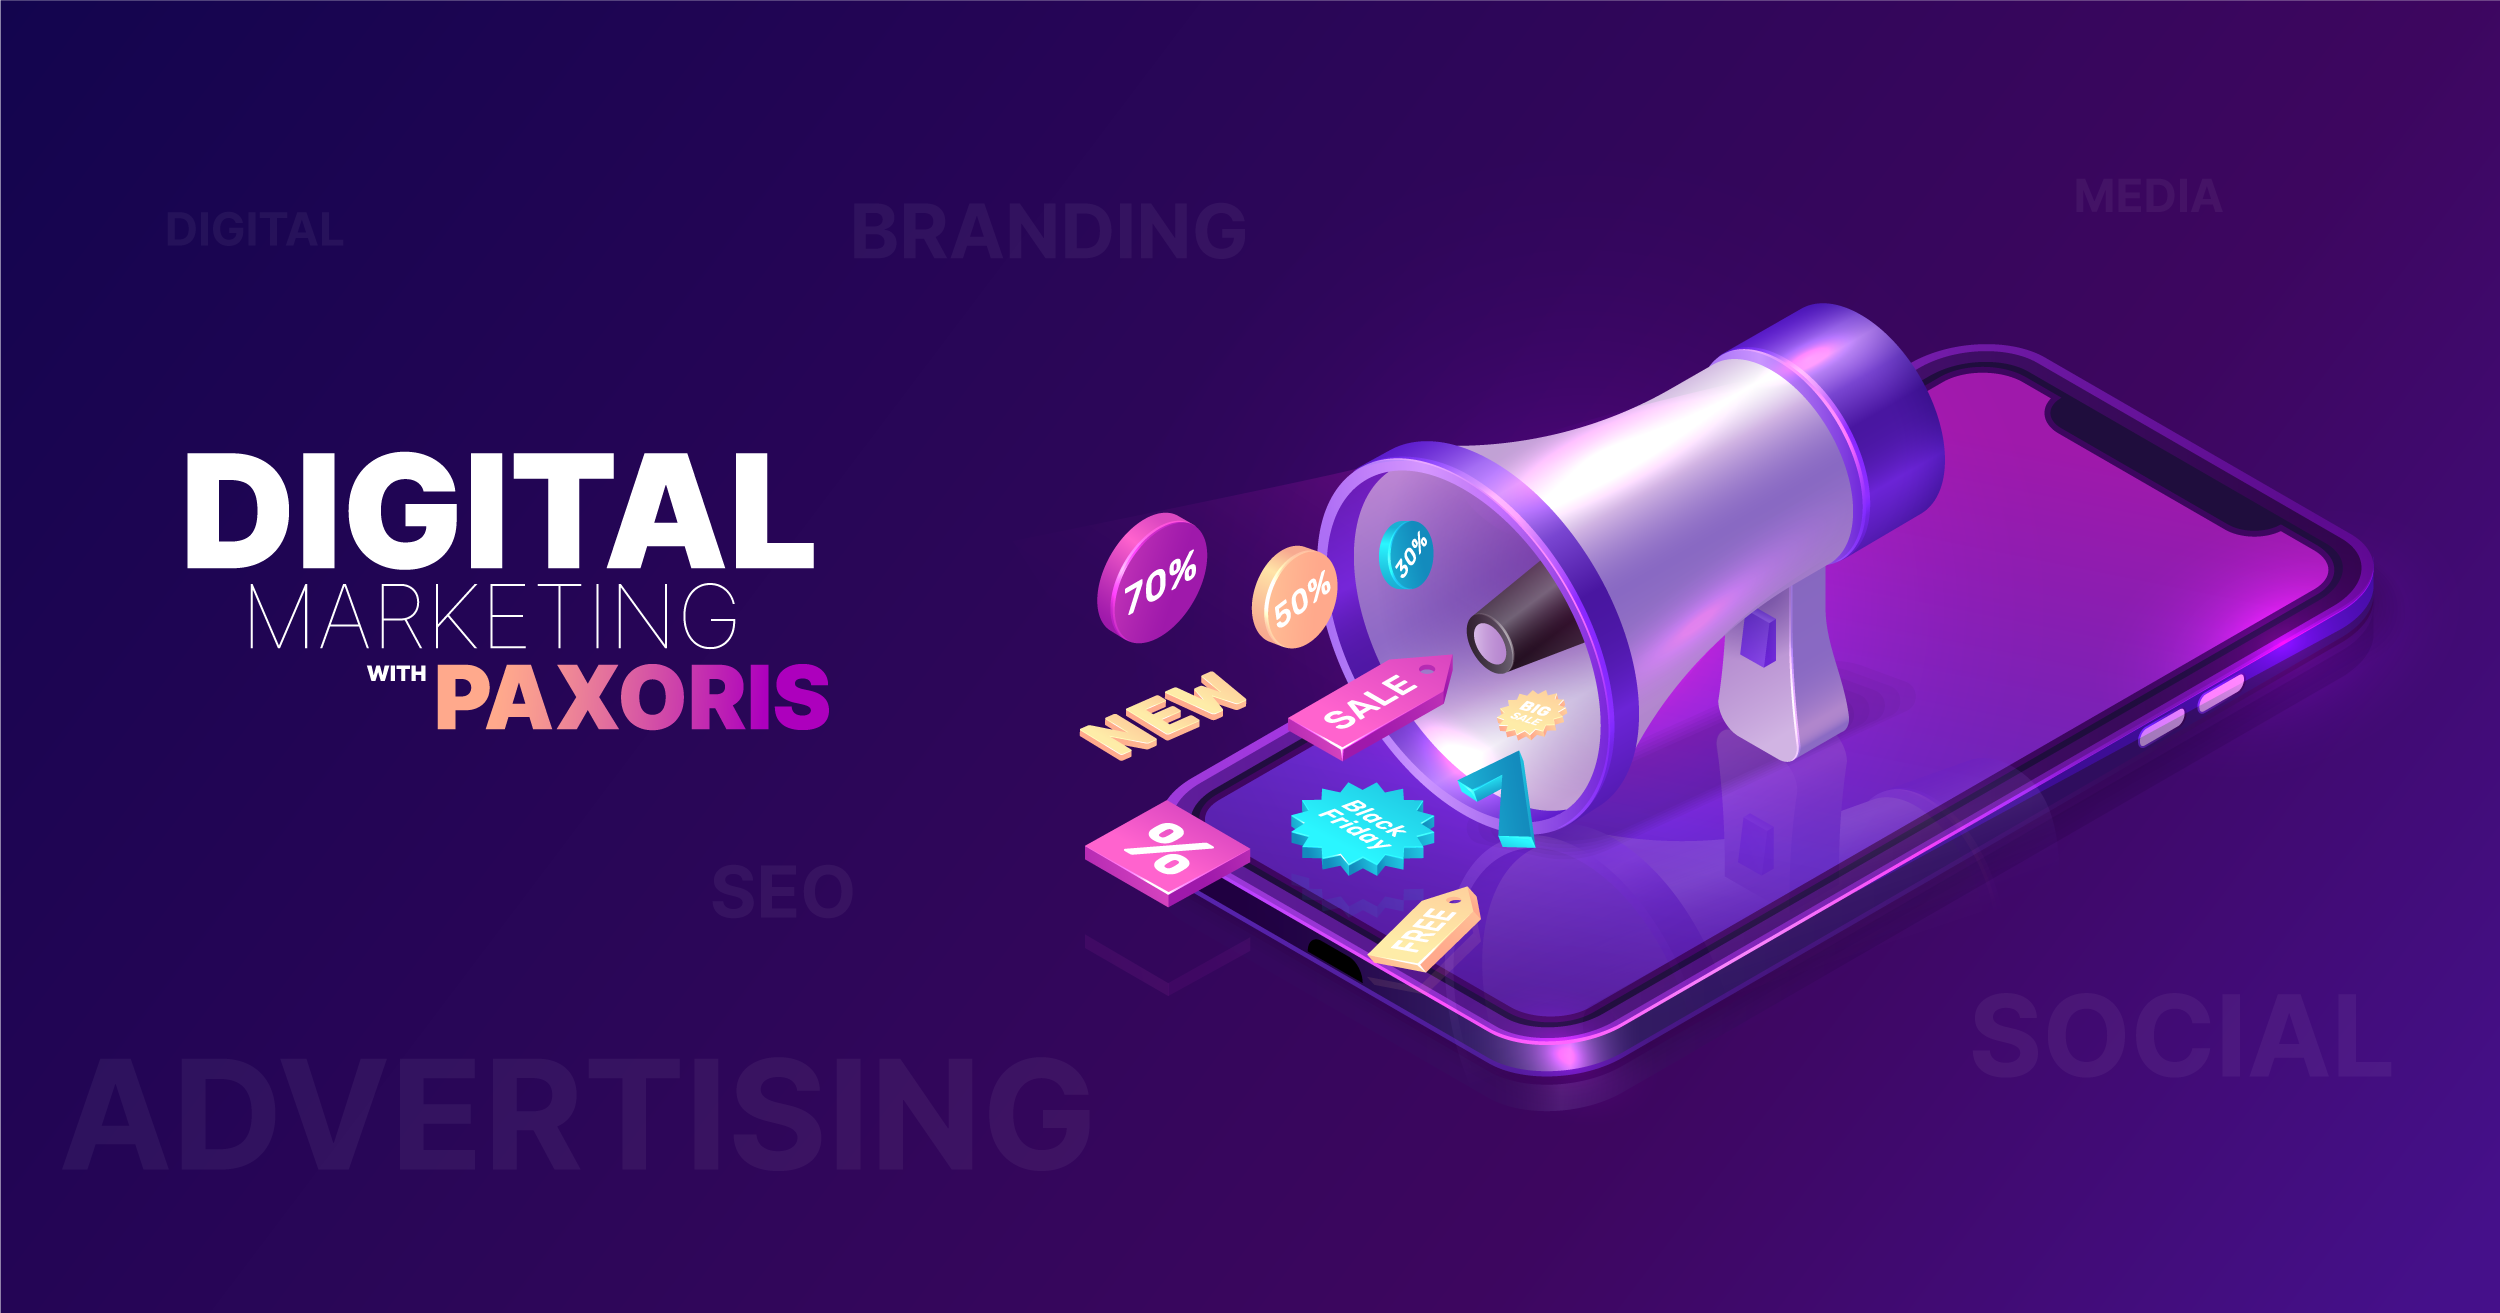 DIGITAL
BRANDING
MEDIA
DIGITAL
MARKETING
WITH PAXORIS
70%
50%
30%
NEW
SALE
BIG
SALE
%
Black
Friday
FREE
SEO
SOCIAL
ADVERTISING